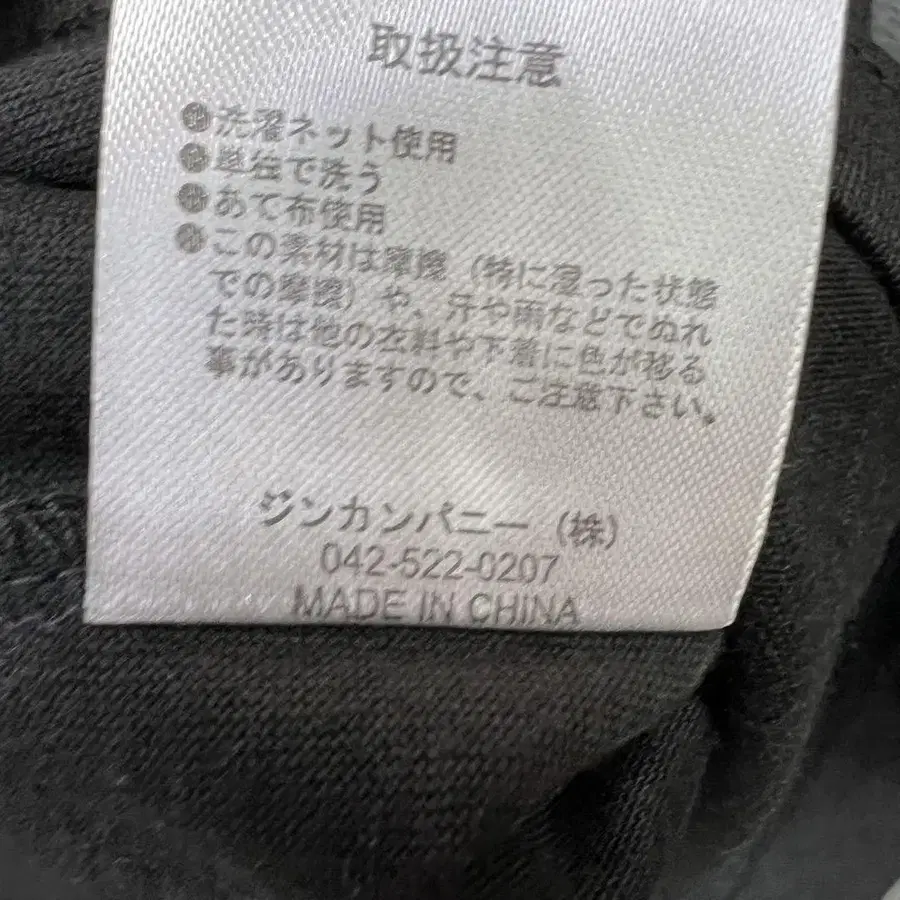 取扱注意
●洗濯ネット使用
●単独で洗う
●あて布使用
●この素材は摩擦（特に湿った状態
での摩擦）や、汗や雨などでぬれ
た時は他の衣料や下着に色が移る
事がありますので、ご注意下さい。
ジンカンパニー（株）
042-522-0207
MADE IN CHINA